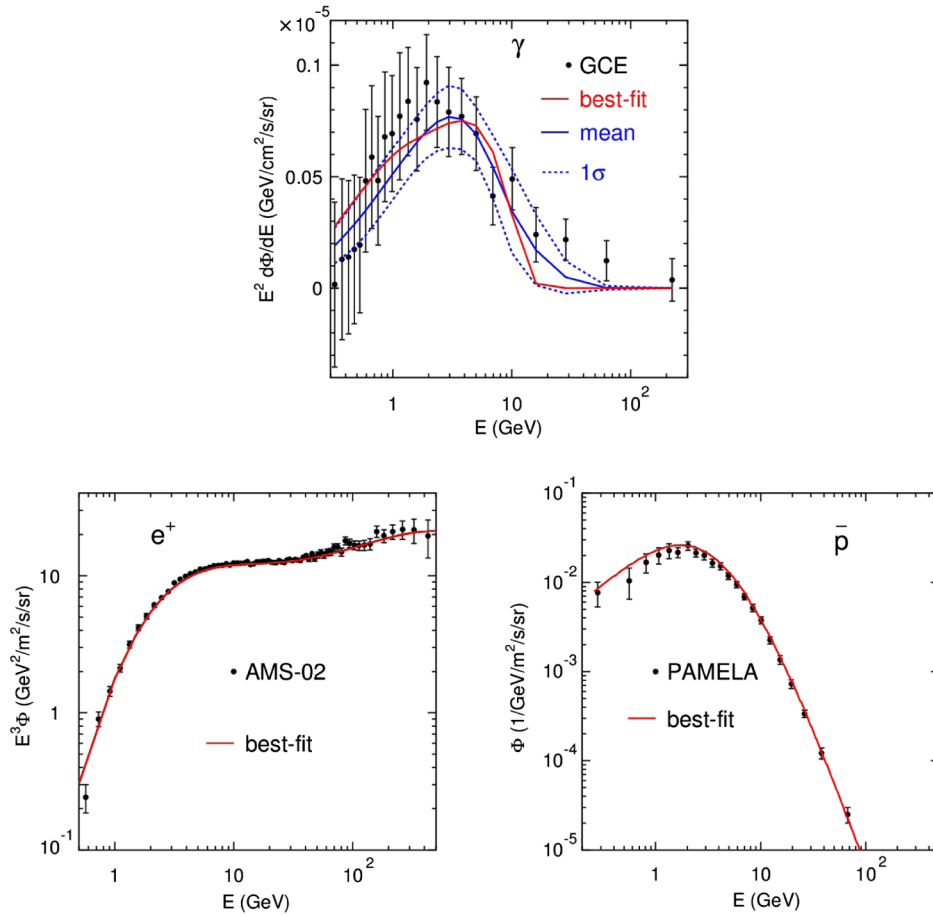 ×10⁻⁵
γ
0.1
0.05
0
GCE
best-fit
mean
1σ
E² dΦ/dE (GeV/cm²/s/sr)
1
10
10²
E (GeV)
e⁺
10
1
10⁻¹
AMS-02
best-fit
E³Φ (GeV²/m²/s/sr)
1
10
10²
E (GeV)
p̄
10⁻¹
10⁻²
10⁻³
10⁻⁴
10⁻⁵
PAMELA
best-fit
Φ (1/GeV/m²/s/sr)
1
10
10²
E (GeV)